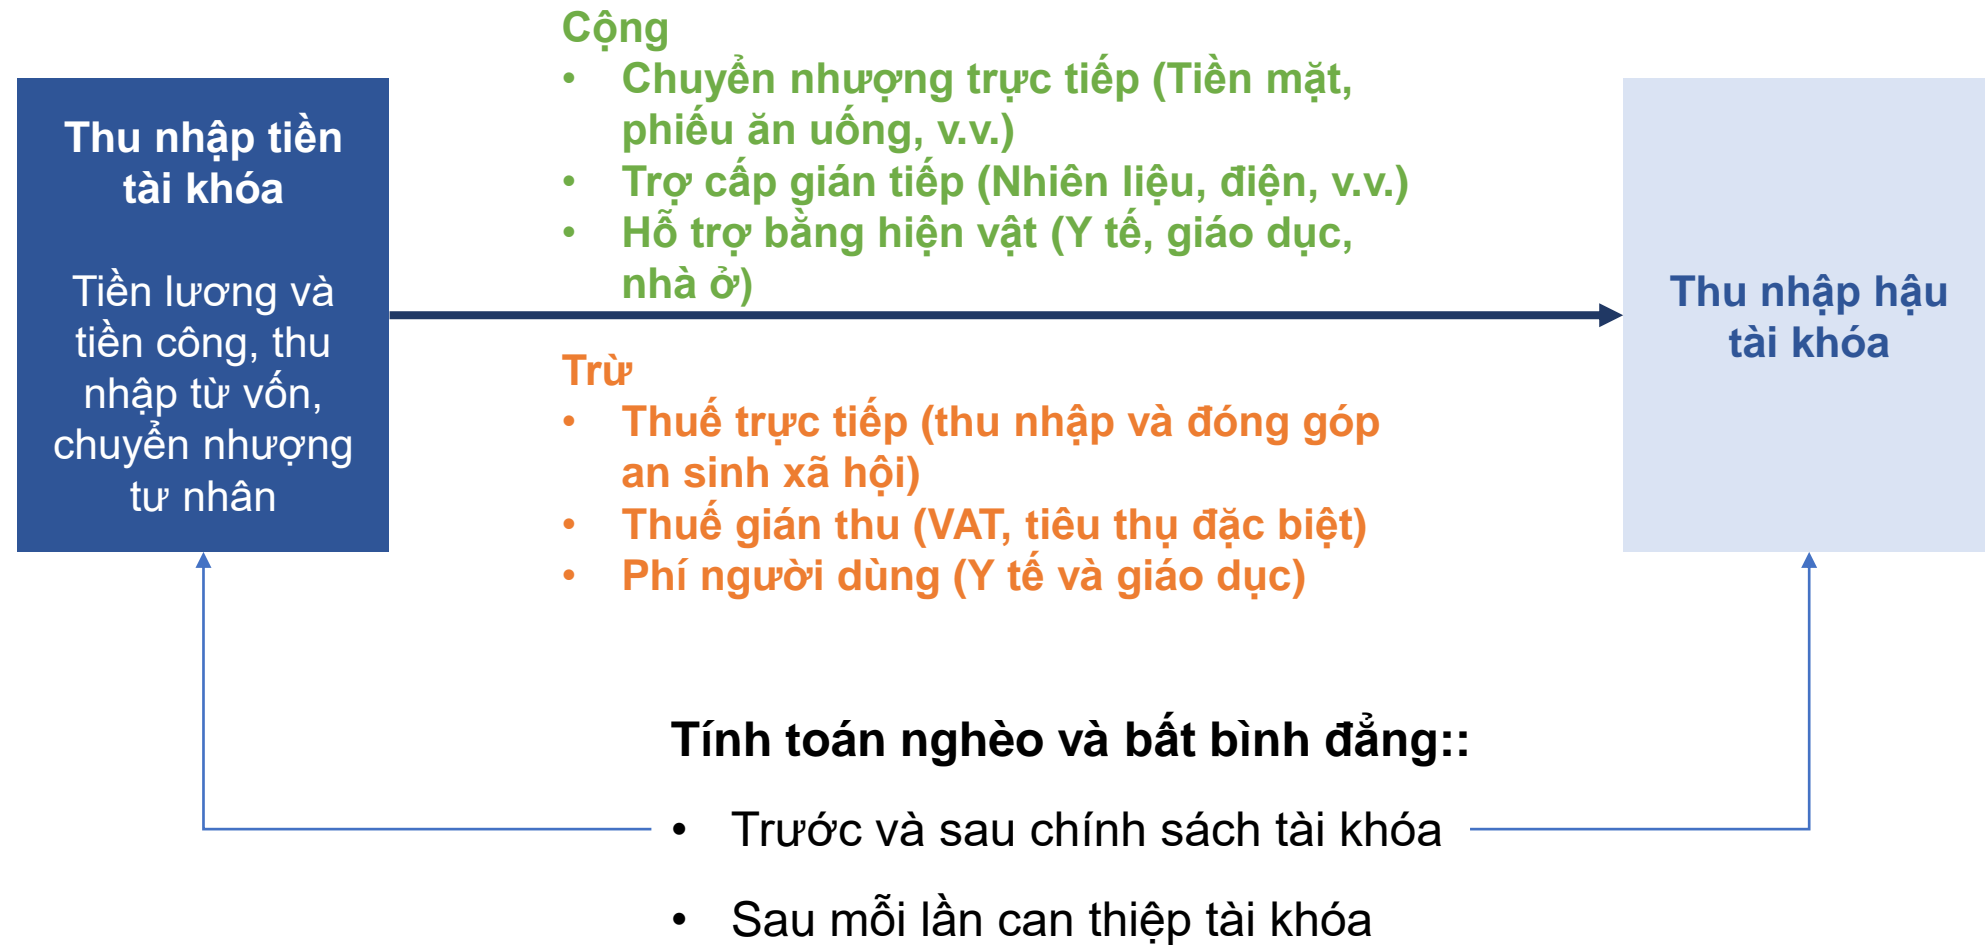 Thu nhập tiền
tài khóa
Tiền lương và
tiền công, thu
nhập từ vốn,
chuyển nhượng
tư nhân
Cộng
• Chuyển nhượng trực tiếp (Tiền mặt,
phiếu ăn uống, v.v.)
• Trợ cấp gián tiếp (Nhiên liệu, điện, v.v.)
• Hỗ trợ bằng hiện vật (Y tế, giáo dục,
nhà ở)
Trừ
• Thuế trực tiếp (thu nhập và đóng góp
an sinh xã hội)
• Thuế gián thu (VAT, tiêu thụ đặc biệt)
• Phí người dùng (Y tế và giáo dục)
Thu nhập hậu
tài khóa
Tính toán nghèo và bất bình đẳng::
• Trước và sau chính sách tài khóa
• Sau mỗi lần can thiệp tài khóa